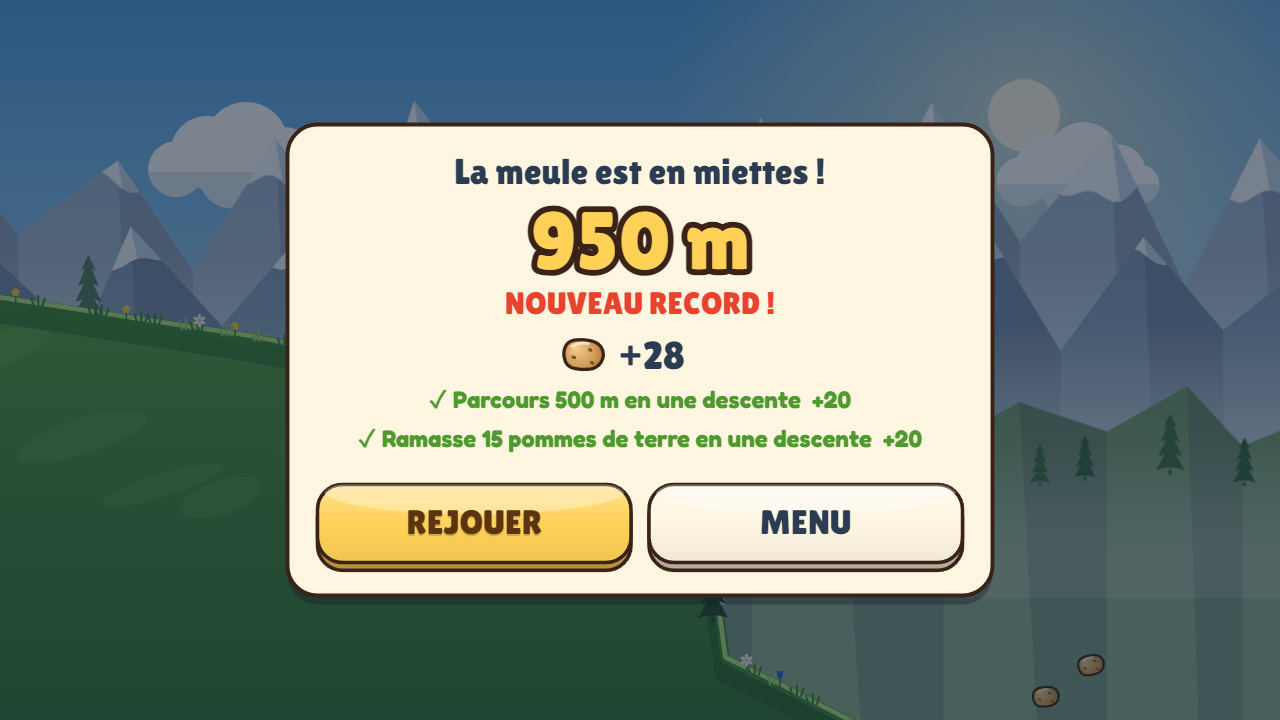 La meule est en miettes !
950 m
NOUVEAU RECORD !
+28
✓ Parcours 500 m en une descente +20
✓ Ramasse 15 pommes de terre en une descente +20
REJOUER
MENU